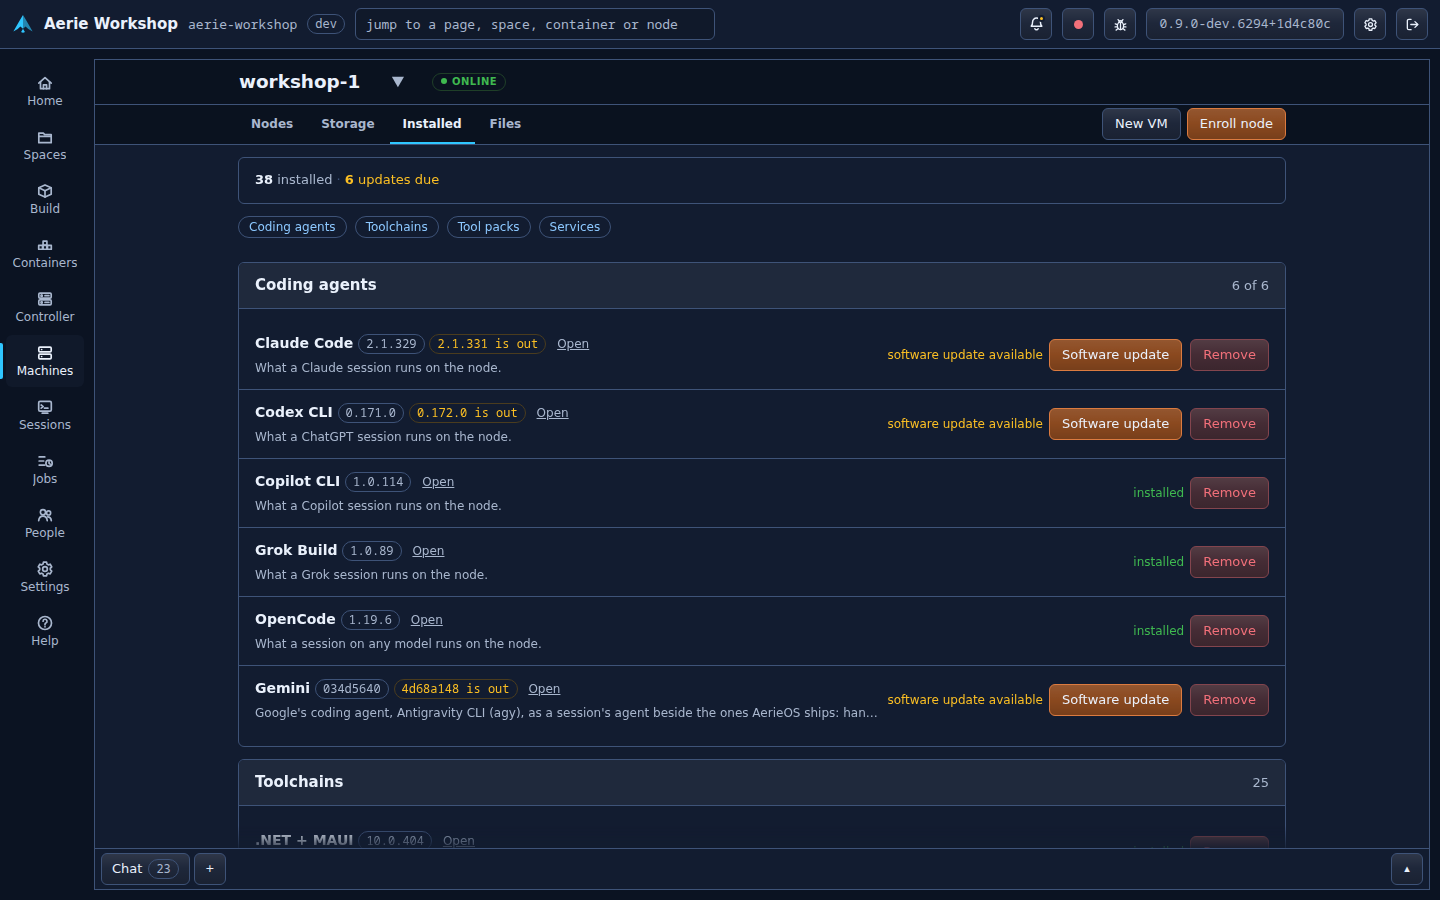 Aerie Workshop aerie-workshop dev jump to a page, space, container or node 0.9.0-dev.6294+1d4c80c
Home
Spaces
Build
Containers
Controller
Machines
Sessions
Jobs
People
Settings
Help
workshop-1 ▼ ONLINE
Nodes Storage Installed Files New VM Enroll node
38 installed · 6 updates due
Coding agents Toolchains Tool packs Services
Coding agents 6 of 6
Claude Code 2.1.329 2.1.331 is out Open
What a Claude session runs on the node.
software update available Software update Remove
Codex CLI 0.171.0 0.172.0 is out Open
What a ChatGPT session runs on the node.
software update available Software update Remove
Copilot CLI 1.0.114 Open
What a Copilot session runs on the node.
installed Remove
Grok Build 1.0.89 Open
What a Grok session runs on the node.
installed Remove
OpenCode 1.19.6 Open
What a session on any model runs on the node.
installed Remove
Gemini 034d5640 4d68a148 is out Open
Google's coding agent, Antigravity CLI (agy), as a session's agent beside the ones AerieOS ships: han…
software update available Software update Remove
Toolchains 25
.NET + MAUI 10.0.404 Open
Chat 23 + ▲